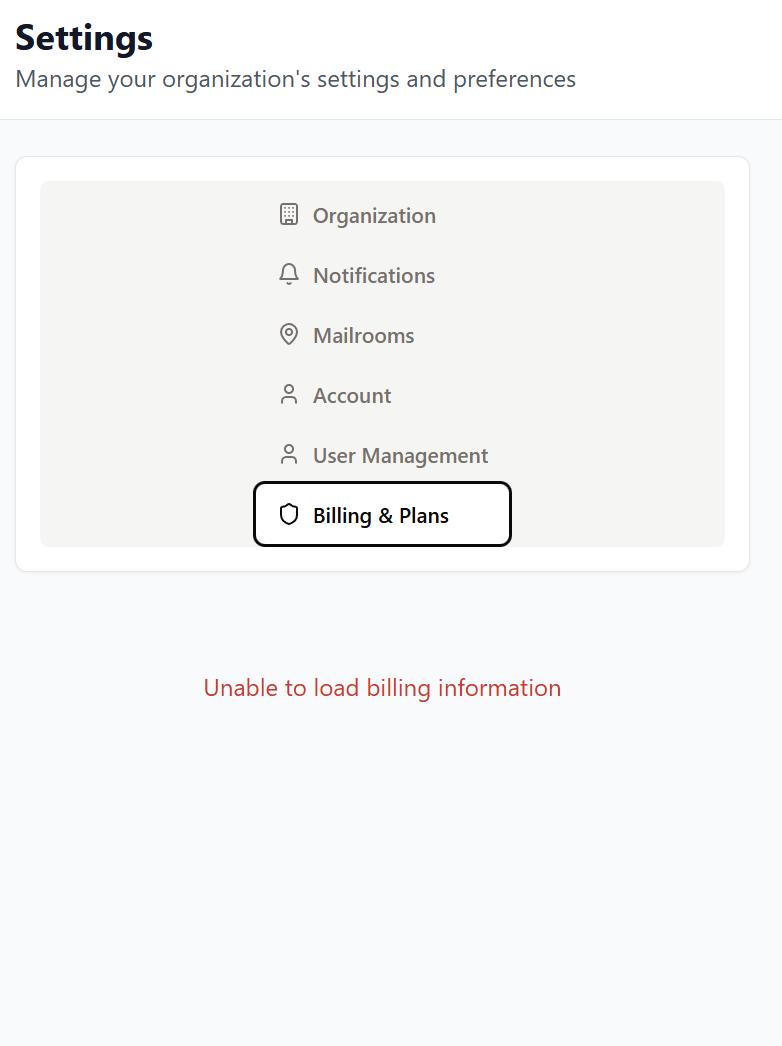 Settings
Manage your organization's settings and preferences
Organization
Notifications
Mailrooms
Account
User Management
Billing & Plans
Unable to load billing information